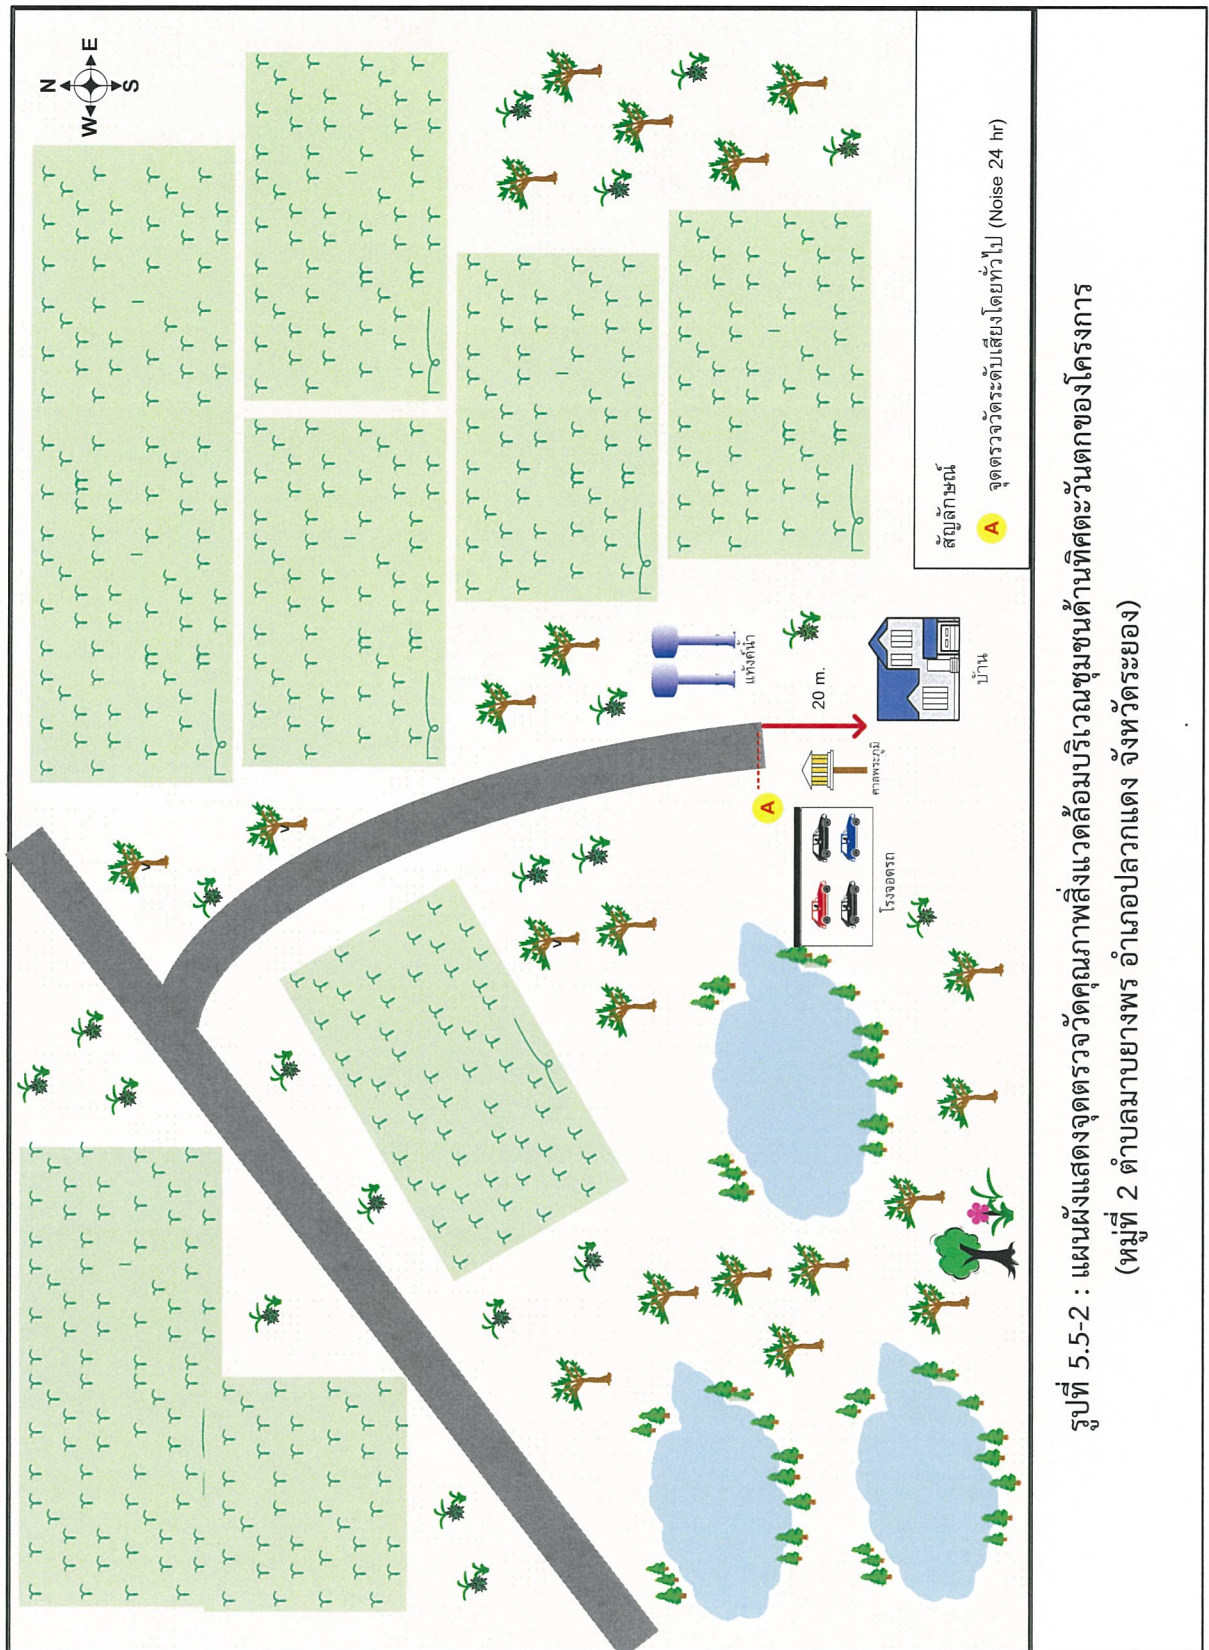 N
W E
S
แท้งค์น้ำ
20 m.
บ้าน
A
ศาลพระภูมิ
โรงจอดรถ
สัญลักษณ์
A จุดตรวจวัดระดับเสียงโดยทั่วไป (Noise 24 hr)
รูปที่ 5.5-2 : แผนผังแสดงจุดตรวจวัดคุณภาพสิ่งแวดล้อมบริเวณชุมชนด้านทิศตะวันตกของโครงการ
(หมู่ที่ 2 ตำบลมาบยางพร อำเภอปลวกแดง จังหวัดระยอง)